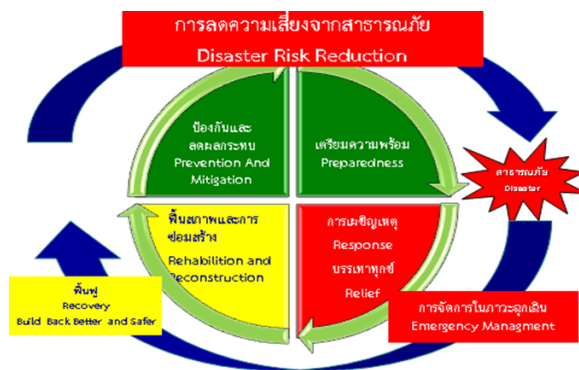 การลดความเสี่ยงจากสาธารณภัย
Disaster Risk Reduction
ป้องกันและ
ลดผลกระทบ
Prevention And
Mitigation
เตรียมความพร้อม
Preparedness
สาธารณภัย
Disaster
ฟื้นสภาพและการ
ซ่อมสร้าง
Rehabilition and
Reconstruction
การเผชิญเหตุ
Response
บรรเทาทุกข์
Relief
ฟื้นฟู
Recovery
Build Back Better and Safer
การจัดการในภาวะฉุกเฉิน
Emergency Managment